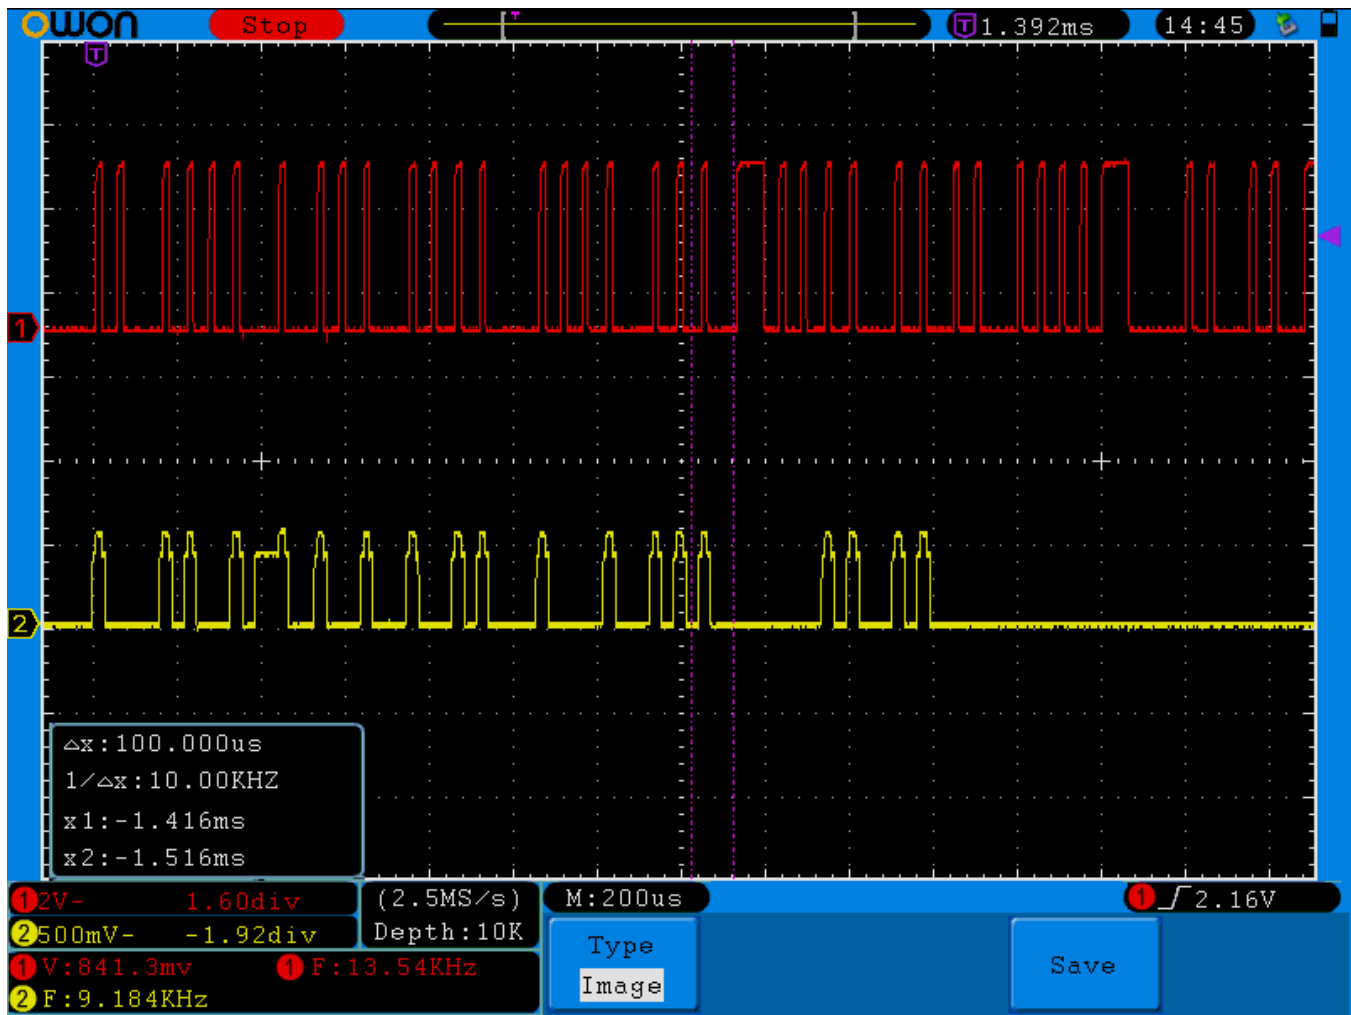 owon Stop T 1.392ms 14:45
T
1
2
△x:100.000us
1/△x:10.00KHZ
x1:-1.416ms
x2:-1.516ms
1 2V- 1.60div (2.5MS/s) M:200us 1 2.16V
2 500mV- -1.92div Depth:10K
1 V:841.3mv 1 F:13.54KHz
2 F:9.184KHz
Type
Image
Save